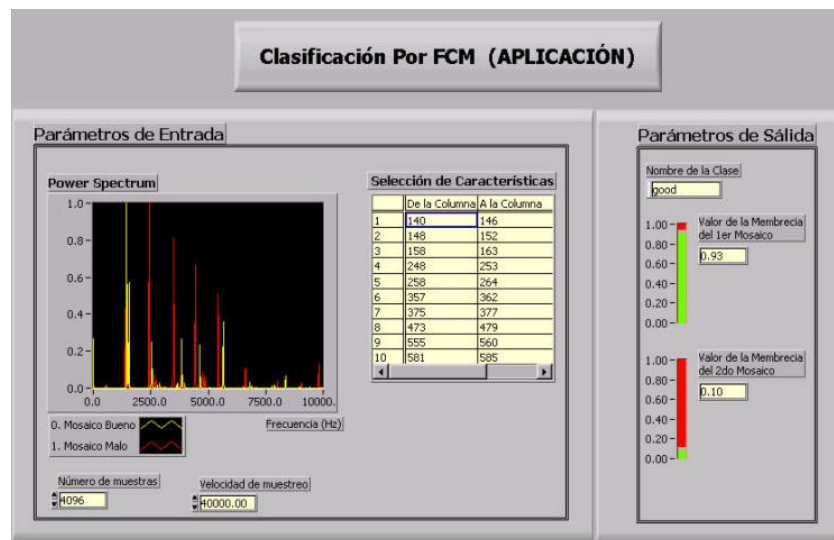 Clasificación Por FCM (APLICACIÓN)
Parámetros de Entrada
Power Spectrum
1.0
0.8
0.6
0.4
0.2
0.0
0.0 2500.0 5000.0 7500.0 10000.
Frecuencia (Hz)
0. Mosaico Bueno
1. Mosaico Malo
Número de muestras
4096
Velocidad de muestreo
40000.00
Selección de Características
De la Columna A la Columna
1 140 146
2 148 152
3 158 163
4 248 253
5 258 264
6 357 362
7 375 377
8 473 479
9 555 560
10 581 585
Parámetros de Sálida
Nombre de la Clase
good
1.00
0.80
0.60
0.40
0.20
0.00
Valor de la Membrecia
del 1er Mosaico
0.93
1.00
0.80
0.60
0.40
0.20
0.00
Valor de la Membrecia
del 2do Mosaico
0.10